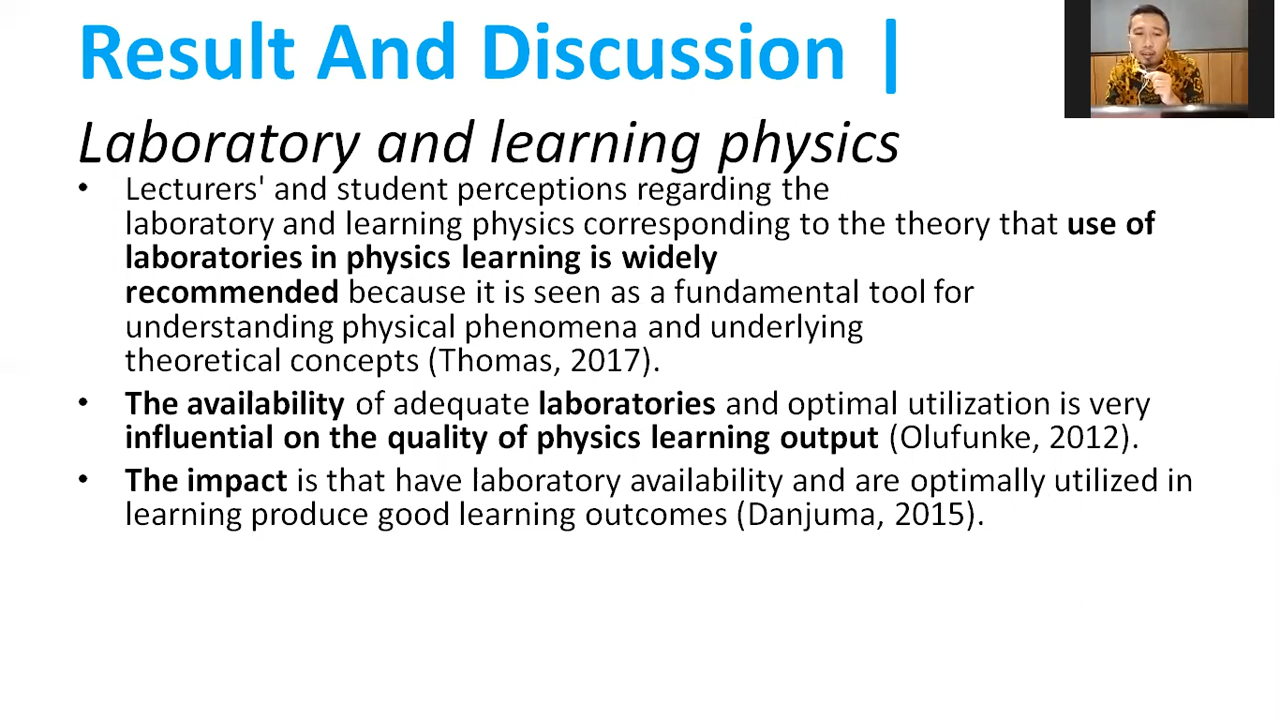 Result And Discussion |
Laboratory and learning physics
• Lecturers' and student perceptions regarding the
laboratory and learning physics corresponding to the theory that use of
laboratories in physics learning is widely
recommended because it is seen as a fundamental tool for
understanding physical phenomena and underlying
theoretical concepts (Thomas, 2017).
• The availability of adequate laboratories and optimal utilization is very
influential on the quality of physics learning output (Olufunke, 2012).
• The impact is that have laboratory availability and are optimally utilized in
learning produce good learning outcomes (Danjuma, 2015).